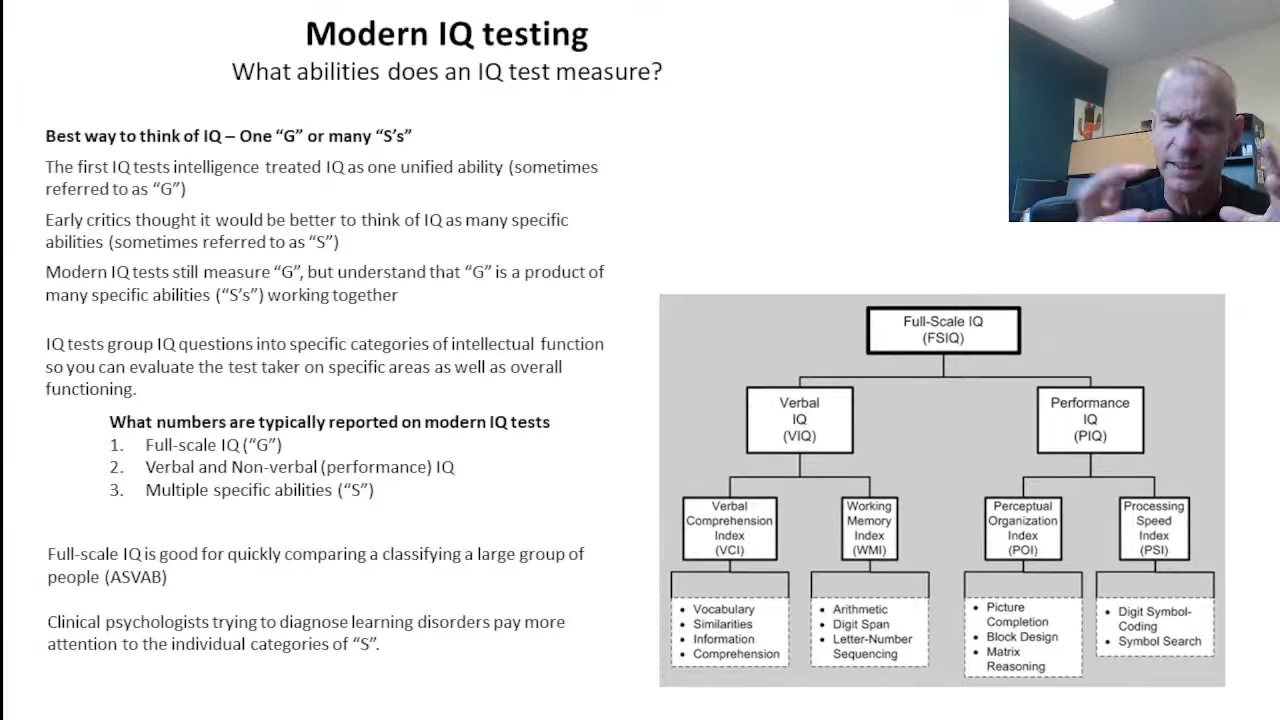 Modern IQ testing
What abilities does an IQ test measure?
Best way to think of IQ – One “G” or many “S’s”
The first IQ tests intelligence treated IQ as one unified ability (sometimes
referred to as “G”)
Early critics thought it would be better to think of IQ as many specific
abilities (sometimes referred to as “S”)
Modern IQ tests still measure “G”, but understand that “G” is a product of
many specific abilities (“S’s”) working together
IQ tests group IQ questions into specific categories of intellectual function
so you can evaluate the test taker on specific areas as well as overall
functioning.
What numbers are typically reported on modern IQ tests
1. Full-scale IQ (“G”)
2. Verbal and Non-verbal (performance) IQ
3. Multiple specific abilities (“S”)
Full-scale IQ is good for quickly comparing a classifying a large group of
people (ASVAB)
Clinical psychologists trying to diagnose learning disorders pay more
attention to the individual categories of “S”.
Full-Scale IQ
(FSIQ)
Verbal
IQ
(VIQ)
Performance
IQ
(PIQ)
Verbal
Comprehension
Index
(VCI)
Working
Memory
Index
(WMI)
Perceptual
Organization
Index
(POI)
Processing
Speed
Index
(PSI)
• Vocabulary
• Similarities
• Information
• Comprehension
• Arithmetic
• Digit Span
• Letter-Number
Sequencing
• Picture
Completion
• Block Design
• Matrix
Reasoning
• Digit Symbol-
Coding
• Symbol Search